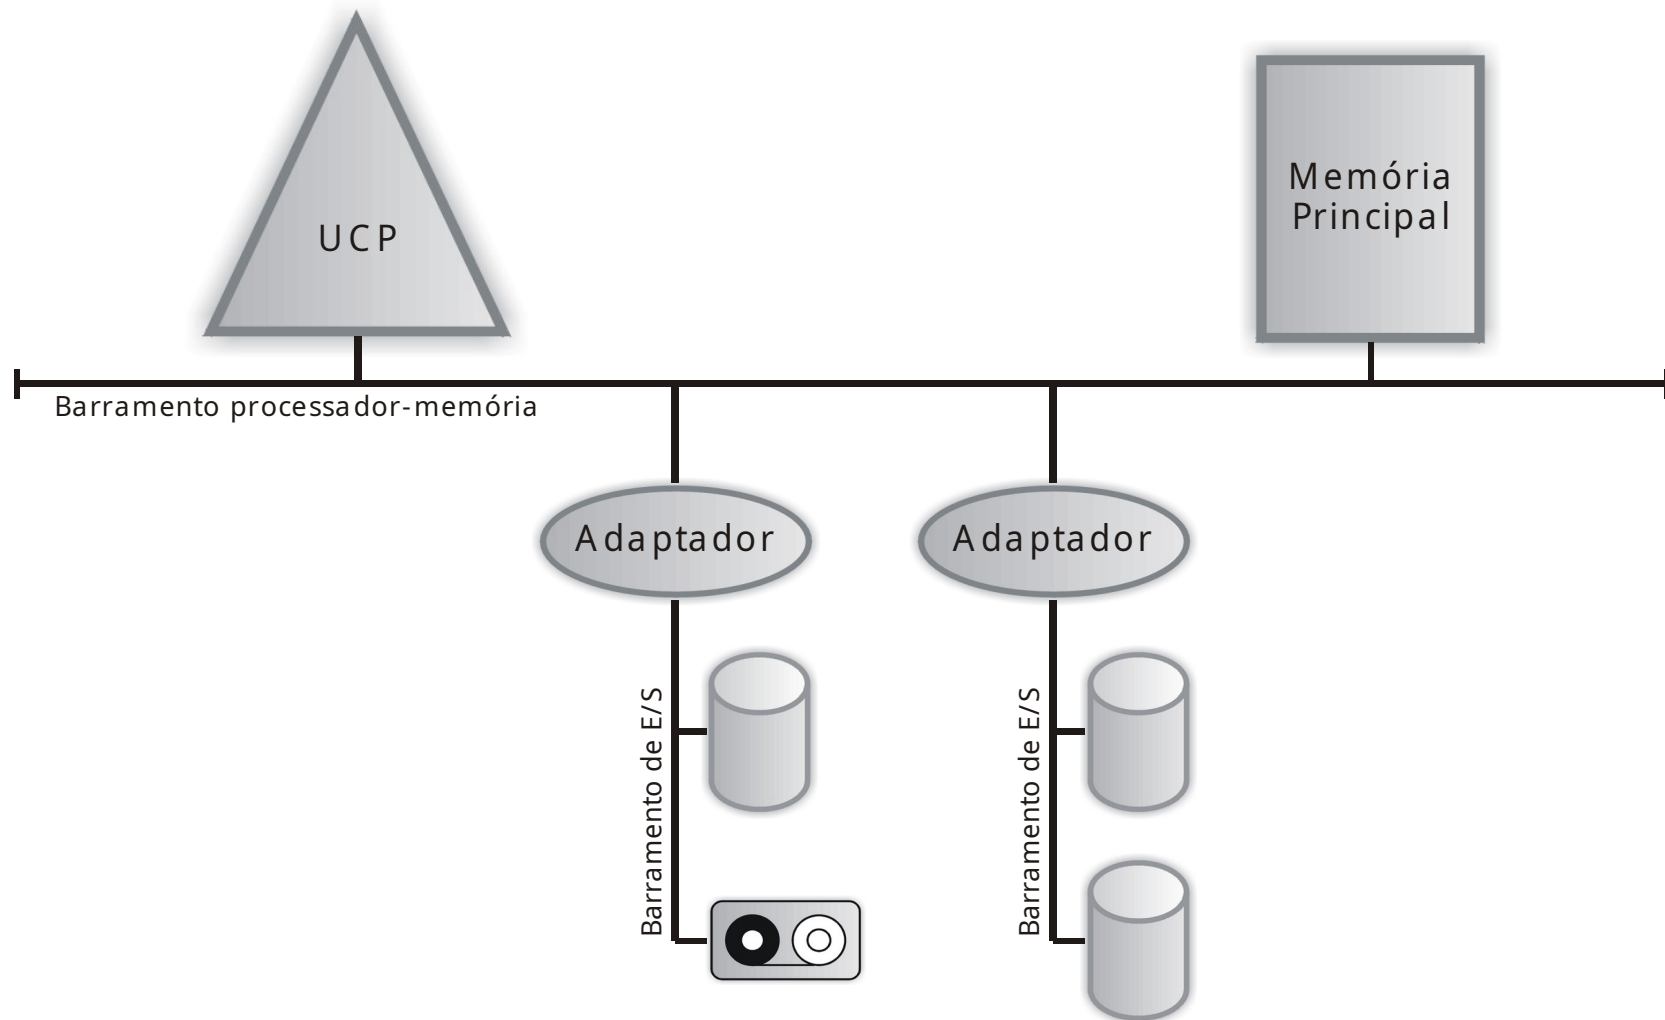 UCP
Memória
Principal
Barramento processador-memória
Adaptador
Adaptador
Barramento de E/S
Barramento de E/S